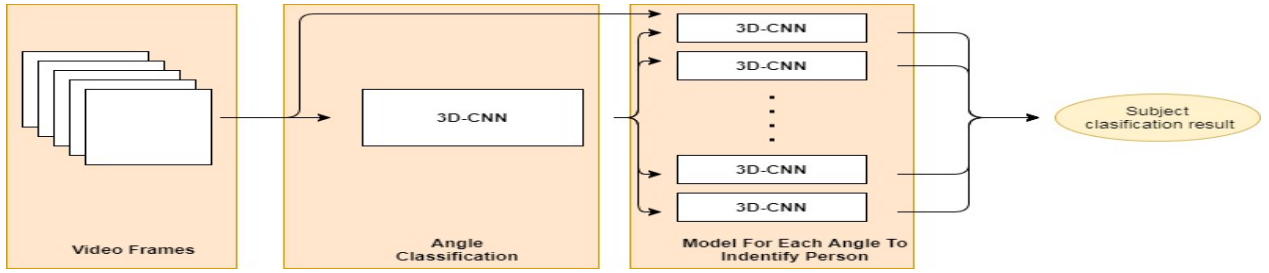 3D-CNN
3D-CNN
3D-CNN
Subject
clasification result
3D-CNN
3D-CNN
Video Frames
Angle
Classification
Model For Each Angle To
Indentify Person